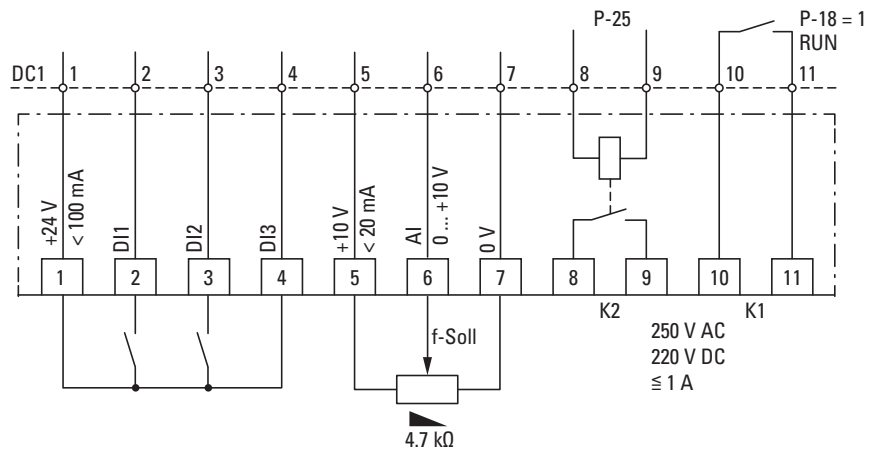 P-25
P-18 = 1
RUN
DC1 1 2 3 4 5 6 7 8 9 10 11
+24 V
< 100 mA
DI1
DI2
DI3
+10 V
< 20 mA
AI
0 ... +10 V
0 V
1 2 3 4 5 6 7 8 9 10 11
K2 K1
f-Soll
250 V AC
220 V DC
≦ 1 A
4.7 kΩ